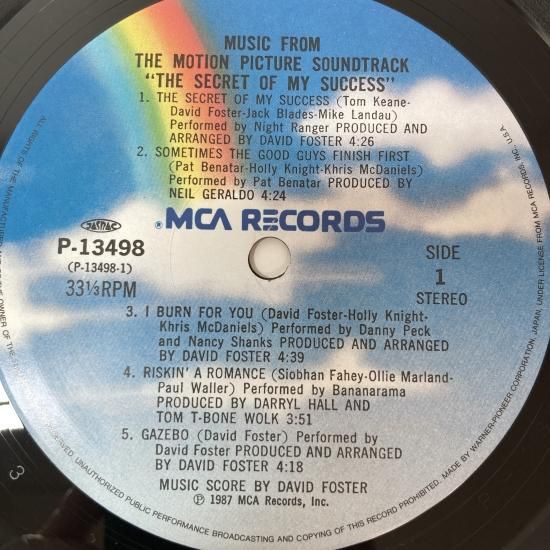 MUSIC FROM
THE MOTION PICTURE SOUNDTRACK
"THE SECRET OF MY SUCCESS"
1. THE SECRET OF MY SUCCESS (Tom Keane-
David Foster-Jack Blades-Mike Landau)
Performed by Night Ranger PRODUCED AND
ARRANGED BY DAVID FOSTER 4:26
2. SOMETIMES THE GOOD GUYS FINISH FIRST
(Pat Benatar-Holly Knight-Khris McDaniels)
Performed by Pat Benatar PRODUCED BY
NEIL GERALDO 4:24
® MCA RECORDS
JASRAC
P-13498
(P-13498-1)
33⅓RPM
SIDE
1
STEREO
3. I BURN FOR YOU (David Foster-Holly Knight-
Khris McDaniels) Performed by Danny Peck
and Nancy Shanks PRODUCED AND ARRANGED
BY DAVID FOSTER 4:39
4. RISKIN' A ROMANCE (Siobhan Fahey-Ollie Marland-
Paul Waller) Performed by Bananarama
PRODUCED BY DARRYL HALL AND
TOM T-BONE WOLK 3:51
5. GAZEBO (David Foster) Performed by
David Foster PRODUCED AND ARRANGED
BY DAVID FOSTER 4:18
MUSIC SCORE BY DAVID FOSTER
℗ 1987 MCA Records, Inc.
ALL RIGHTS OF THE MANUFACTURER AND OF THE OWNER OF THE
RESERVED. UNAUTHORIZED PUBLIC PERFORMANCE BROADCASTING AND COPYING OF THIS RECORD PROHIBITED. MADE BY WARNER-PIONEER CORPORATION, JAPAN, UNDER LICENSE FROM MCA RECORDS, INC., U.S.A.
3